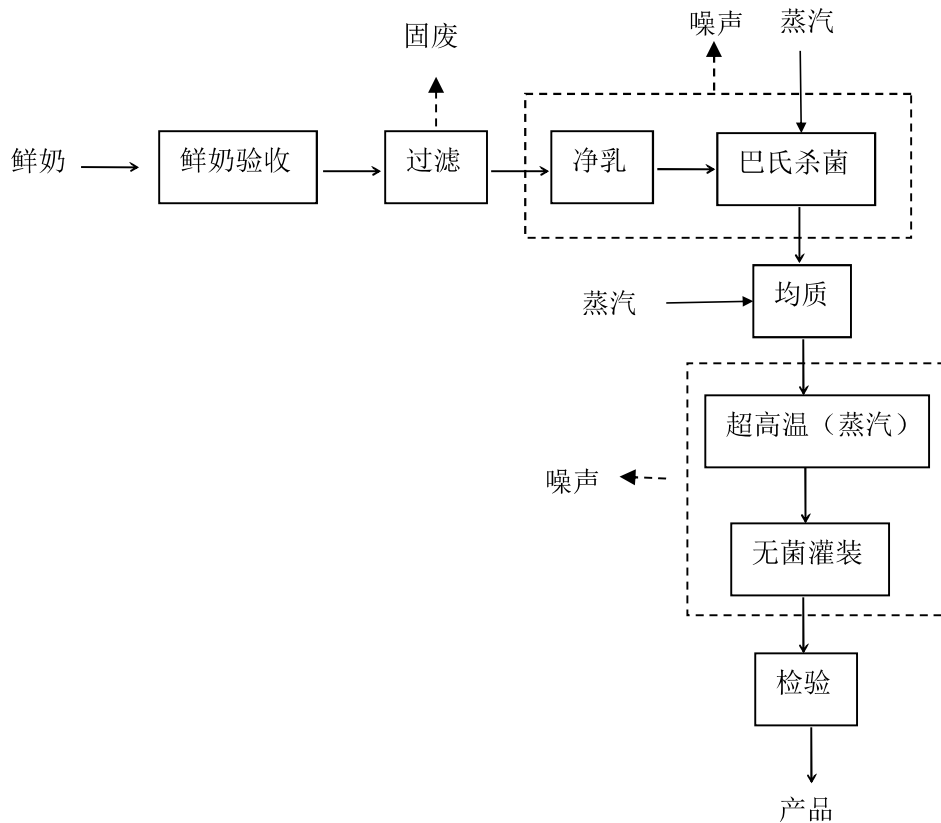 固废
噪声
蒸汽
鲜奶
鲜奶验收
过滤
净乳
巴氏杀菌
蒸汽
均质
超高温（蒸汽）
噪声
无菌灌装
检验
产品